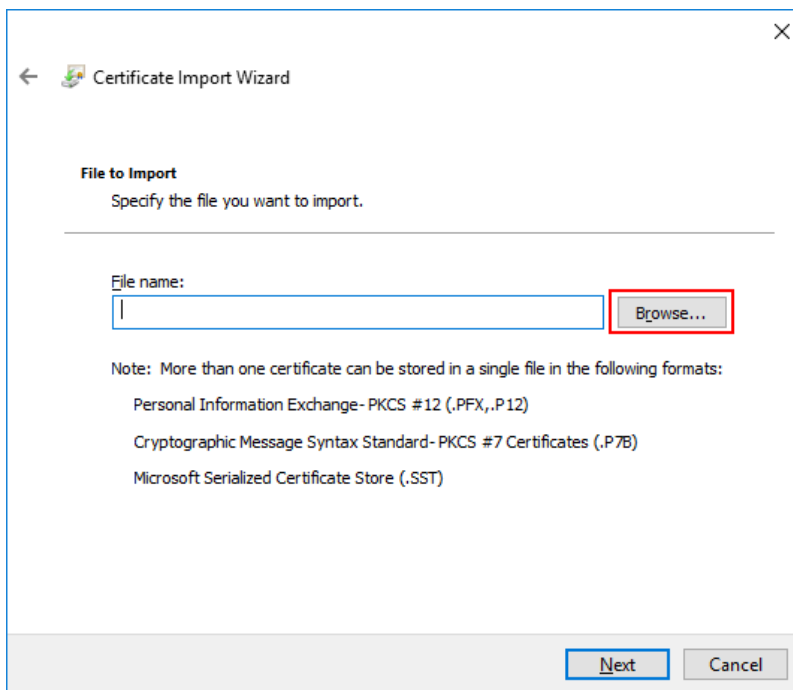 Certificate Import Wizard
File to Import
Specify the file you want to import.
File name:
Browse...
Note: More than one certificate can be stored in a single file in the following formats:
Personal Information Exchange- PKCS #12 (.PFX,.P12)
Cryptographic Message Syntax Standard- PKCS #7 Certificates (.P7B)
Microsoft Serialized Certificate Store (.SST)
Next Cancel